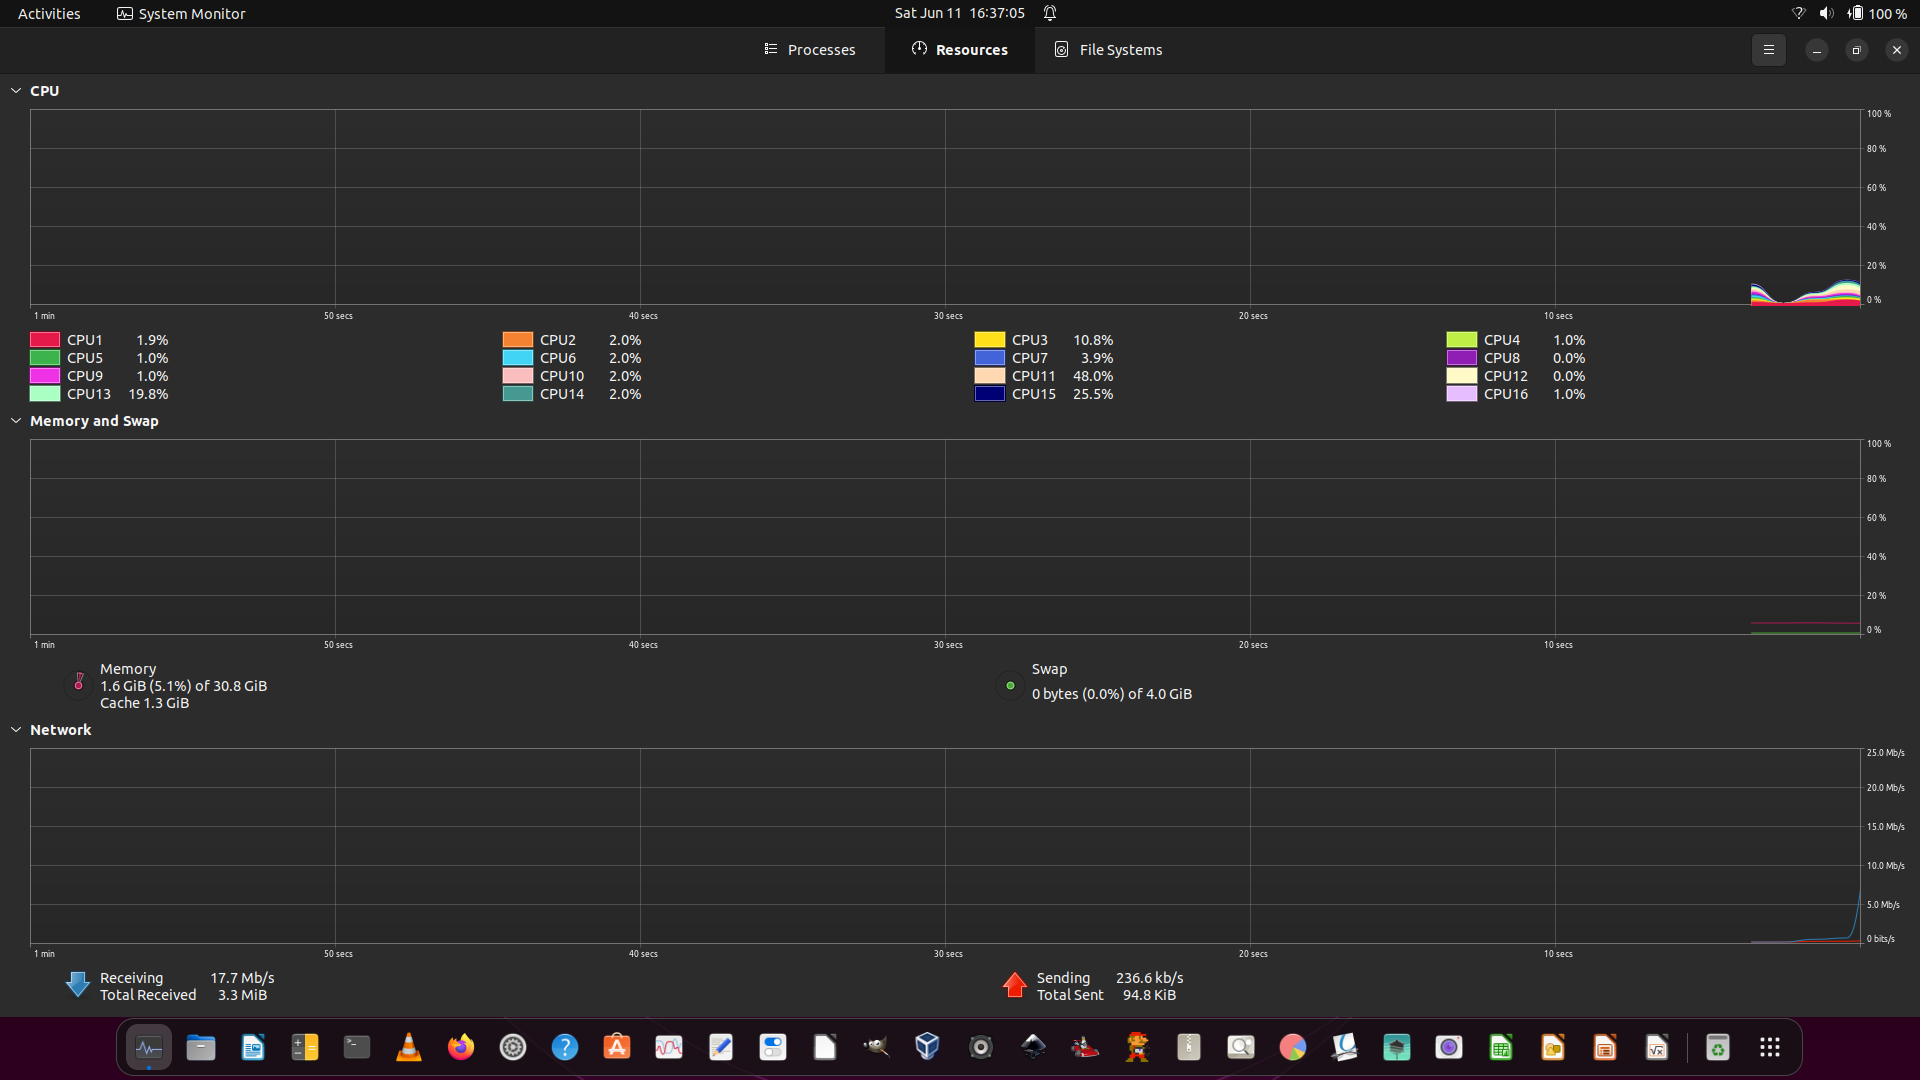 Activities System Monitor Sat Jun 11 16:37:05 100 %
Processes Resources File Systems
CPU
100 %
80 %
60 %
40 %
20 %
0 %
1 min 50 secs 40 secs 30 secs 20 secs 10 secs
CPU1 1.9% CPU2 2.0% CPU3 10.8% CPU4 1.0%
CPU5 1.0% CPU6 2.0% CPU7 3.9% CPU8 0.0%
CPU9 1.0% CPU10 2.0% CPU11 48.0% CPU12 0.0%
CPU13 19.8% CPU14 2.0% CPU15 25.5% CPU16 1.0%
Memory and Swap
100 %
80 %
60 %
40 %
20 %
0 %
1 min 50 secs 40 secs 30 secs 20 secs 10 secs
Memory
1.6 GiB (5.1%) of 30.8 GiB
Cache 1.3 GiB
Swap
0 bytes (0.0%) of 4.0 GiB
Network
25.0 Mb/s
20.0 Mb/s
15.0 Mb/s
10.0 Mb/s
5.0 Mb/s
0 bits/s
1 min 50 secs 40 secs 30 secs 20 secs 10 secs
Receiving 17.7 Mb/s
Total Received 3.3 MiB
Sending 236.6 kb/s
Total Sent 94.8 KiB